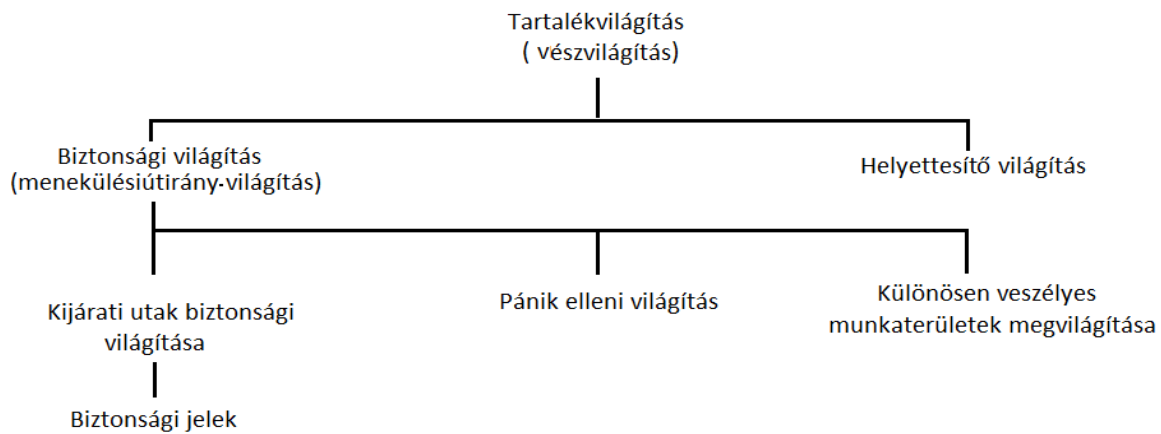 Tartalékvilágítás
( vészvilágítás)
Biztonsági világítás
(menekülésiútirány-világítás)
Helyettesítő világítás
Kijárati utak biztonsági
világítása
Pánik elleni világítás
Különösen veszélyes
munkaterületek megvilágítása
Biztonsági jelek